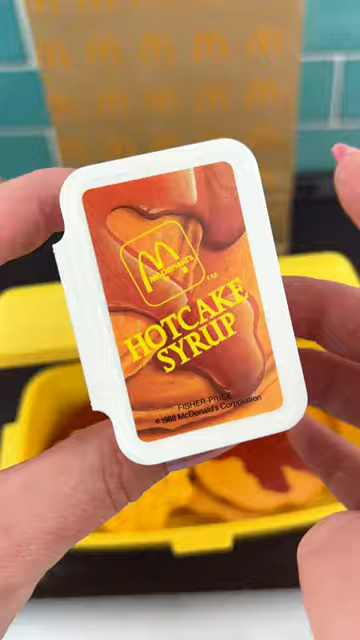 McDonald's
™
HOTCAKE
SYRUP
FISHER-PRICE
©1988 McDonald's Corporation